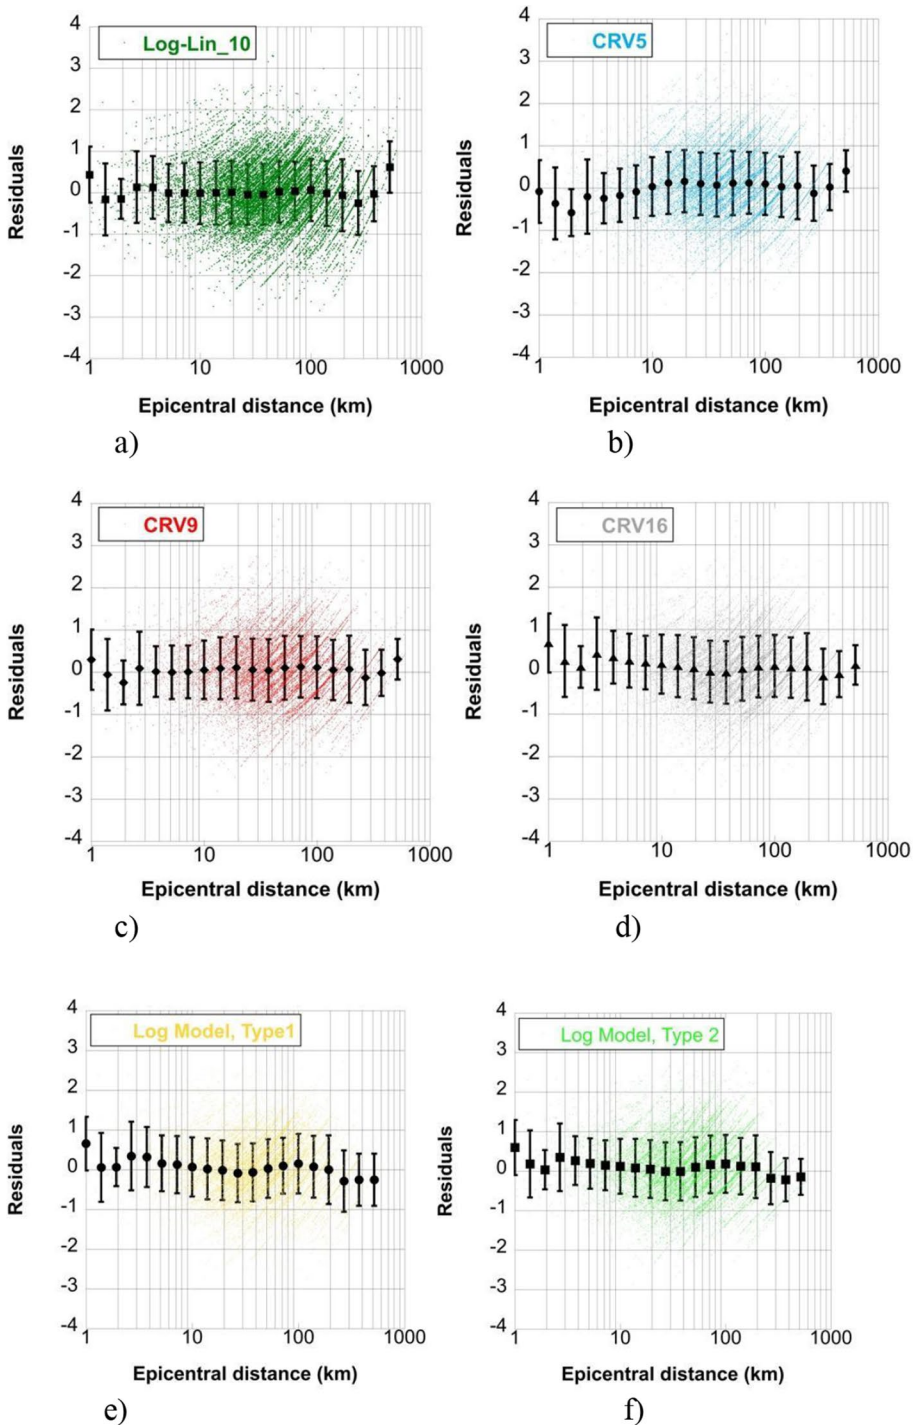 Log-Lin_10
4
3
2
1
0
-1
-2
-3
-4
Residuals
1 10 100 1000
Epicentral distance (km)
a)
CRV5
4
3
2
1
0
-1
-2
-3
-4
Residuals
1 10 100 1000
Epicentral distance (km)
b)
CRV9
4
3
2
1
0
-1
-2
-3
-4
Residuals
1 10 100 1000
Epicentral distance (km)
c)
CRV16
4
3
2
1
0
-1
-2
-3
-4
Residuals
1 10 100 1000
Epicentral distance (km)
d)
Log Model, Type1
4
3
2
1
0
-1
-2
-3
-4
Residuals
1 10 100 1000
Epicentral distance (km)
e)
Log Model, Type 2
4
3
2
1
0
-1
-2
-3
-4
Residuals
1 10 100 1000
Epicentral distance (km)
f)